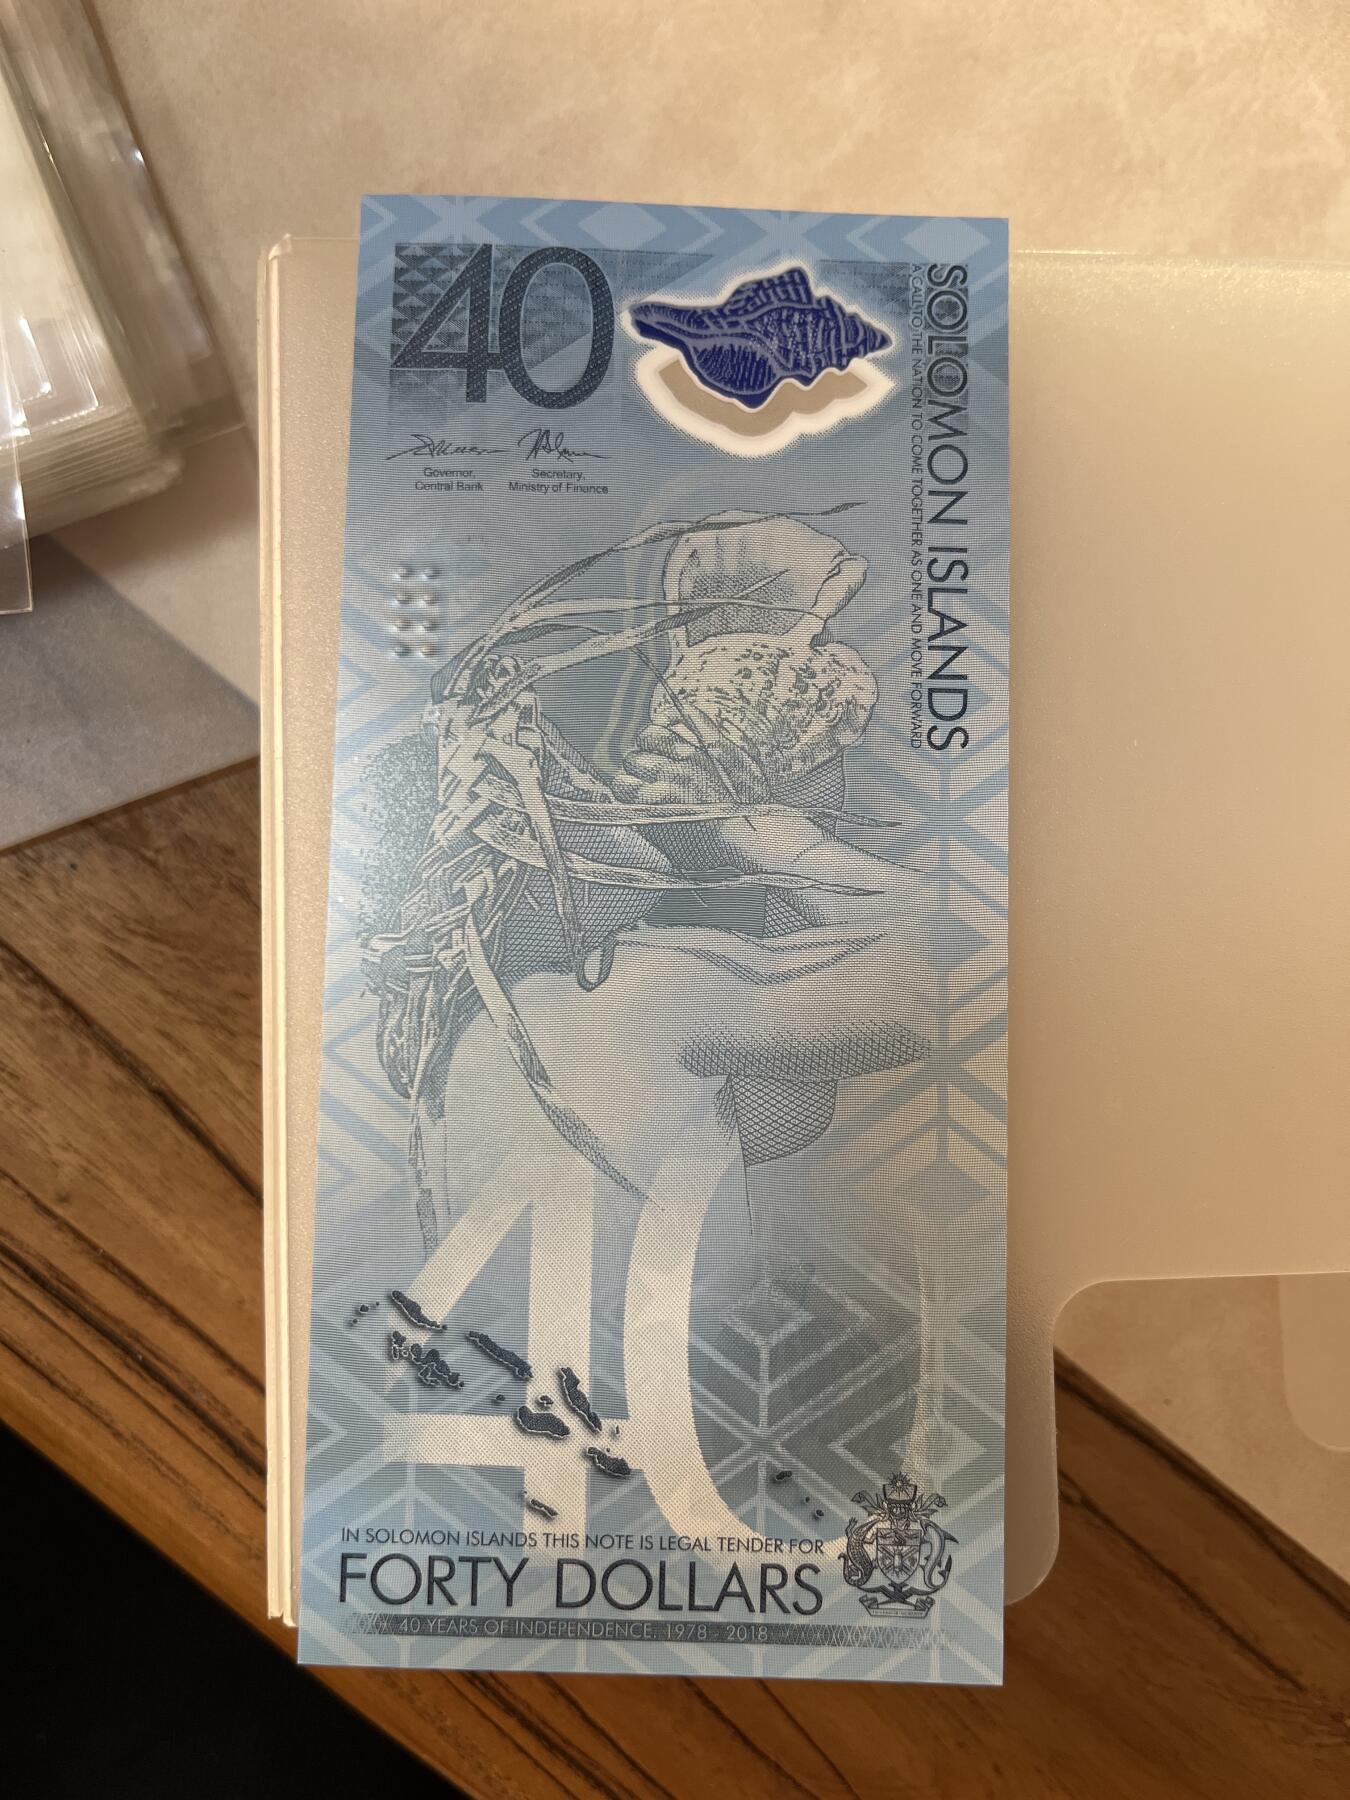 40
Governor,
Central Bank
Secretary,
Ministry of Finance
SOLOMON ISLANDS
A CALL TO THE NATION TO COME TOGETHER AS ONE AND MOVE FORWARD
40
IN SOLOMON ISLANDS THIS NOTE IS LEGAL TENDER FOR
FORTY DOLLARS
40 YEARS OF INDEPENDENCE, 1978 - 2018